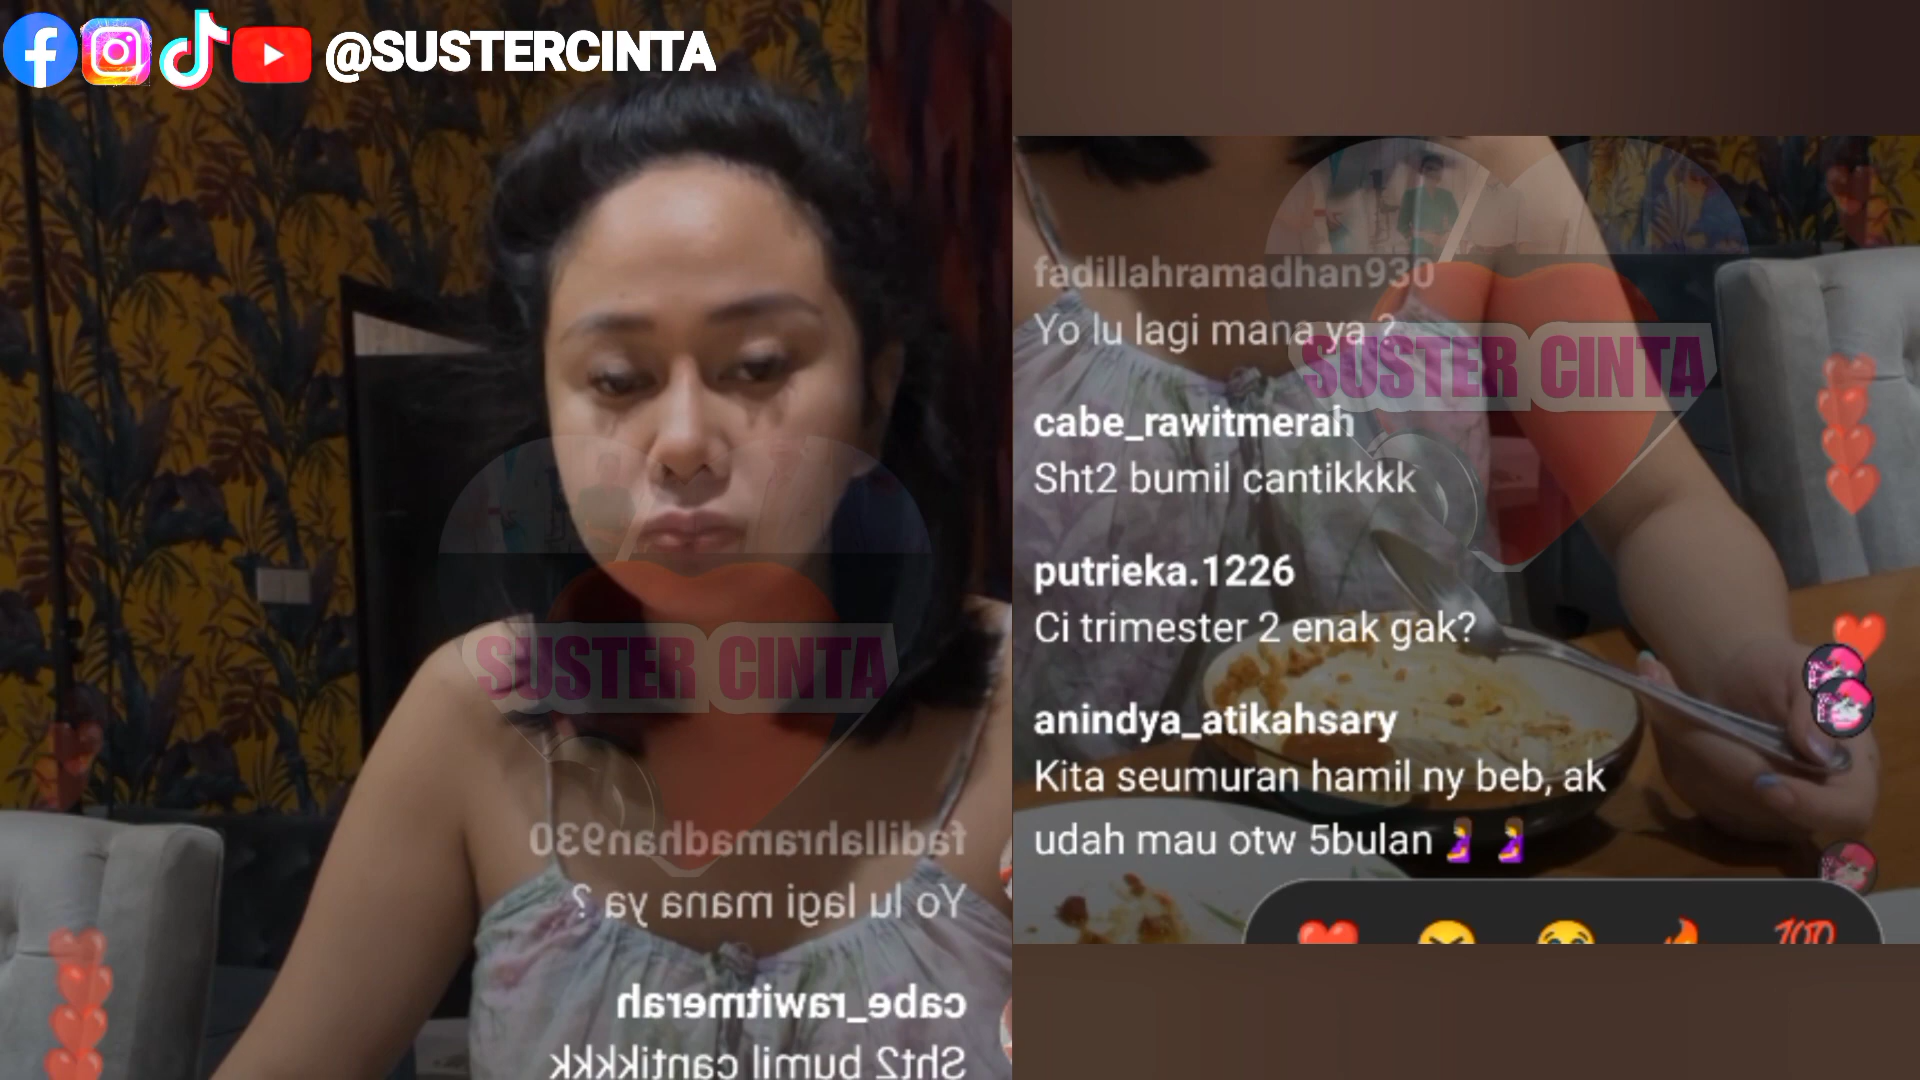 @SUSTERCINTA
SUSTER CINTA
fadillahramadhan930
Yo lu lagi mana ya ?
cabe_rawitmerah
Sht2 bumil cantikkkk
fadillahramadhan930
Yo lu lagi mana ya ?
SUSTER CINTA
cabe_rawitmerah
Sht2 bumil cantikkkk
putrieka.1226
Ci trimester 2 enak gak?
anindya_atikahsary
Kita seumuran hamil ny beb, ak
udah mau otw 5bulan
100